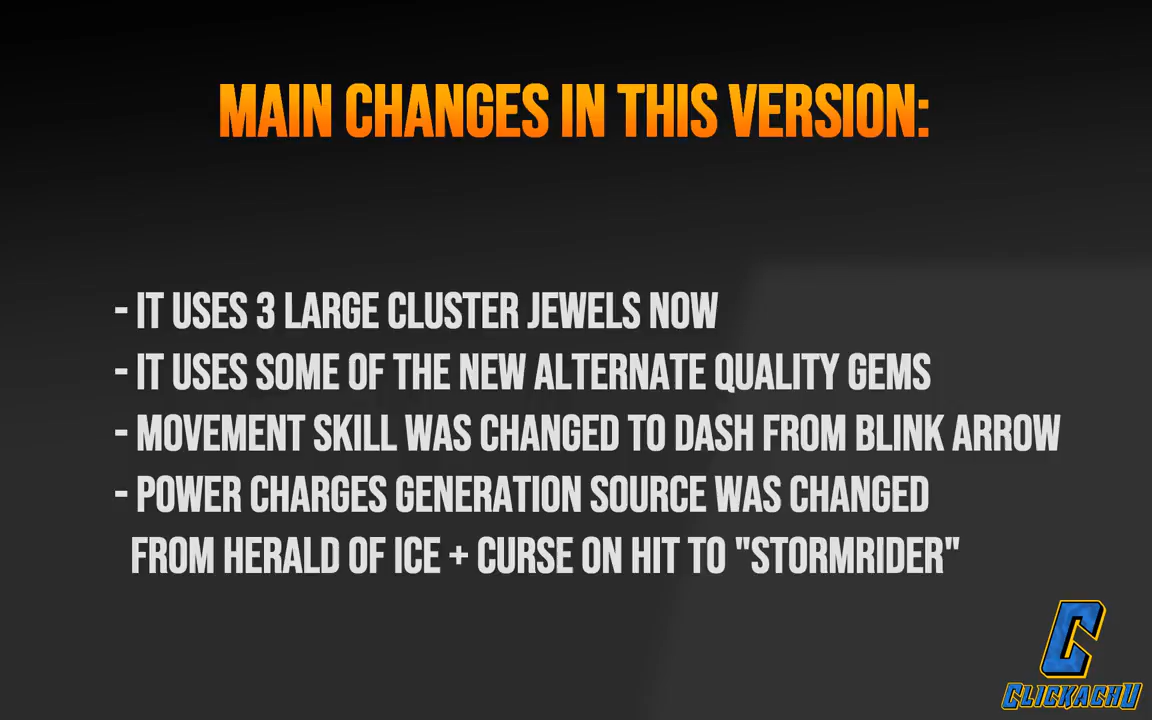 MAIN CHANGES IN THIS VERSION:
- IT USES 3 LARGE CLUSTER JEWELS NOW
- IT USES SOME OF THE NEW ALTERNATE QUALITY GEMS
- MOVEMENT SKILL WAS CHANGED TO DASH FROM BLINK ARROW
- POWER CHARGES GENERATION SOURCE WAS CHANGED
FROM HERALD OF ICE + CURSE ON HIT TO "STORMRIDER"
C
CLICKACHU